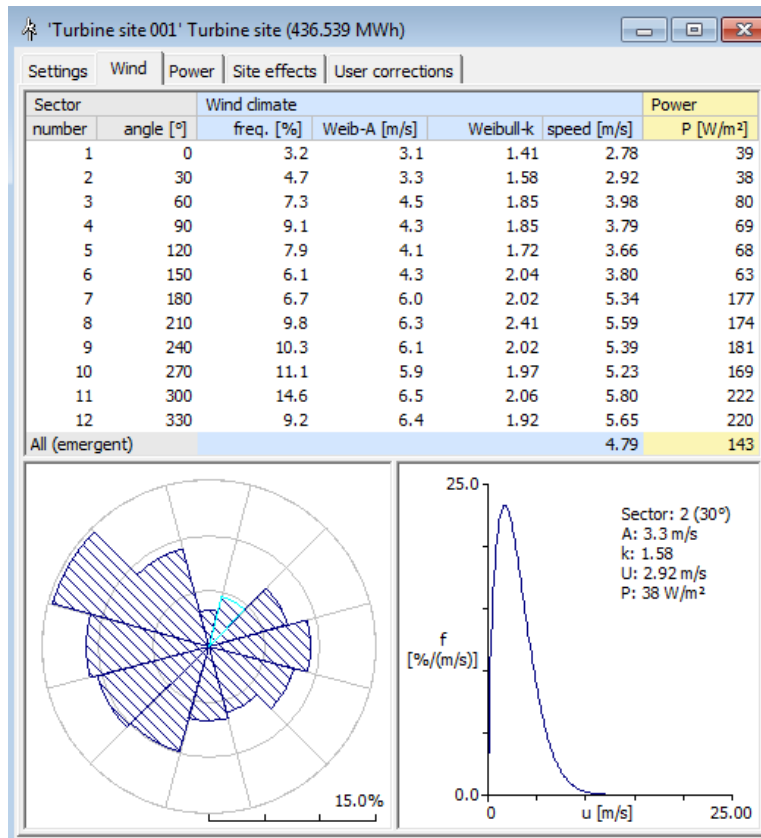 'Turbine site 001' Turbine site (436.539 MWh)
Settings Wind Power Site effects User corrections
Sector Wind climate Power
number angle [º] freq. [%] Weib-A [m/s] Weibull-k speed [m/s] P [W/m²]
1 0 3.2 3.1 1.41 2.78 39
2 30 4.7 3.3 1.58 2.92 38
3 60 7.3 4.5 1.85 3.98 80
4 90 9.1 4.3 1.85 3.79 69
5 120 7.9 4.1 1.72 3.66 68
6 150 6.1 4.3 2.04 3.80 63
7 180 6.7 6.0 2.02 5.34 177
8 210 9.8 6.3 2.41 5.59 174
9 240 10.3 6.1 2.02 5.39 181
10 270 11.1 5.9 1.97 5.23 169
11 300 14.6 6.5 2.06 5.80 222
12 330 9.2 6.4 1.92 5.65 220
All (emergent) 4.79 143
15.0%
25.0
Sector: 2 (30º)
A: 3.3 m/s
k: 1.58
U: 2.92 m/s
P: 38 W/m²
f
[%/(m/s)]
0.0
0 u [m/s] 25.00